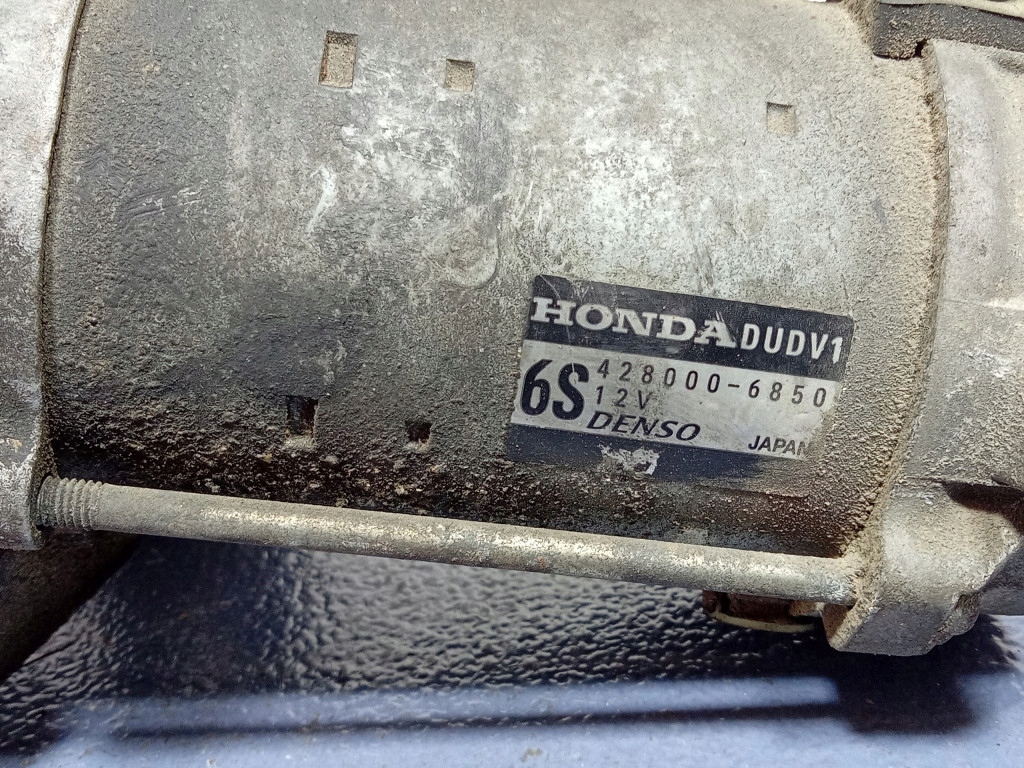 HONDA DUDV1
6S 428000-6850
12V
DENSO JAPAN